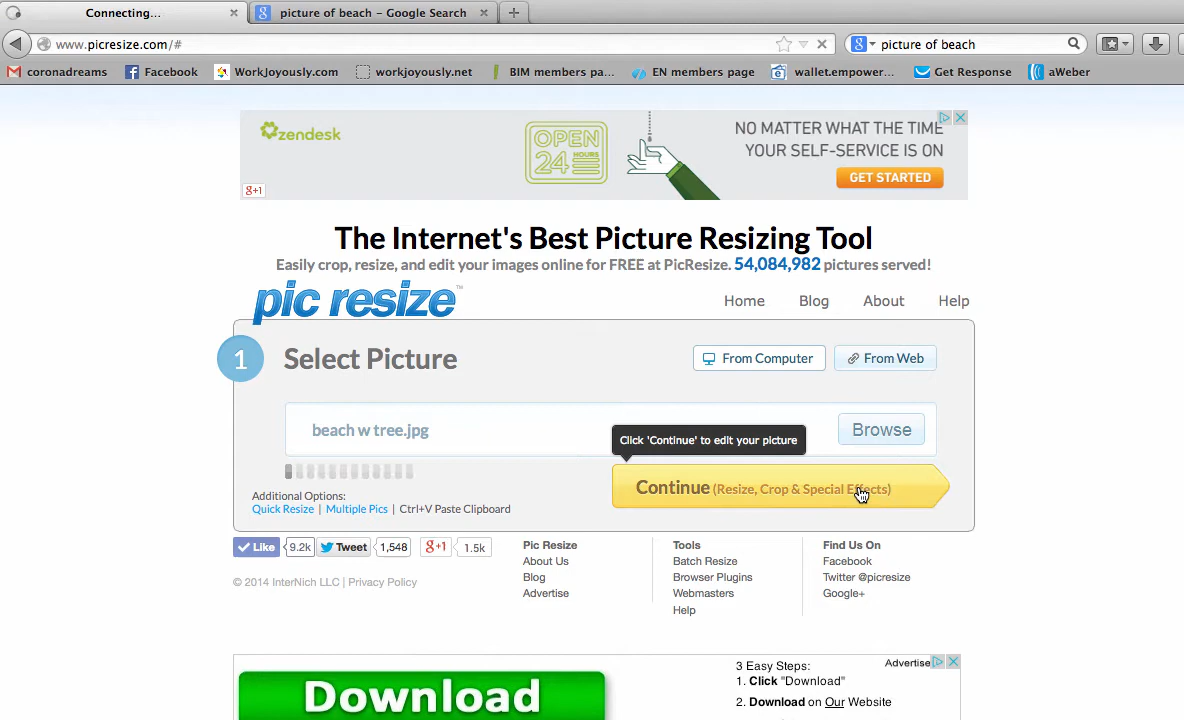 Connecting...
picture of beach – Google Search
www.picresize.com/#
picture of beach
coronadreams
Facebook
WorkJoyously.com
workjoyously.net
BIM members pa...
EN members page
wallet.empower...
Get Response
aWeber
zendesk
OPEN
24 HOURS
NO MATTER WHAT THE TIME
YOUR SELF-SERVICE IS ON
GET STARTED
g+1
The Internet's Best Picture Resizing Tool
Easily crop, resize, and edit your images online for FREE at PicResize. 54,084,982 pictures served!
pic resize™
Home
Blog
About
Help
1
Select Picture
From Computer
From Web
beach w tree.jpg
Browse
Click 'Continue' to edit your picture
Continue (Resize, Crop & Special Effects)
Additional Options:
Quick Resize | Multiple Pics | Ctrl+V Paste Clipboard
Like
9.2k
Tweet
1,548
g+1
1.5k
© 2014 InterNich LLC | Privacy Policy
Pic Resize
About Us
Blog
Advertise
Tools
Batch Resize
Browser Plugins
Webmasters
Help
Find Us On
Facebook
Twitter @picresize
Google+
Download
3 Easy Steps:
1. Click "Download"
2. Download on Our Website
Advertise